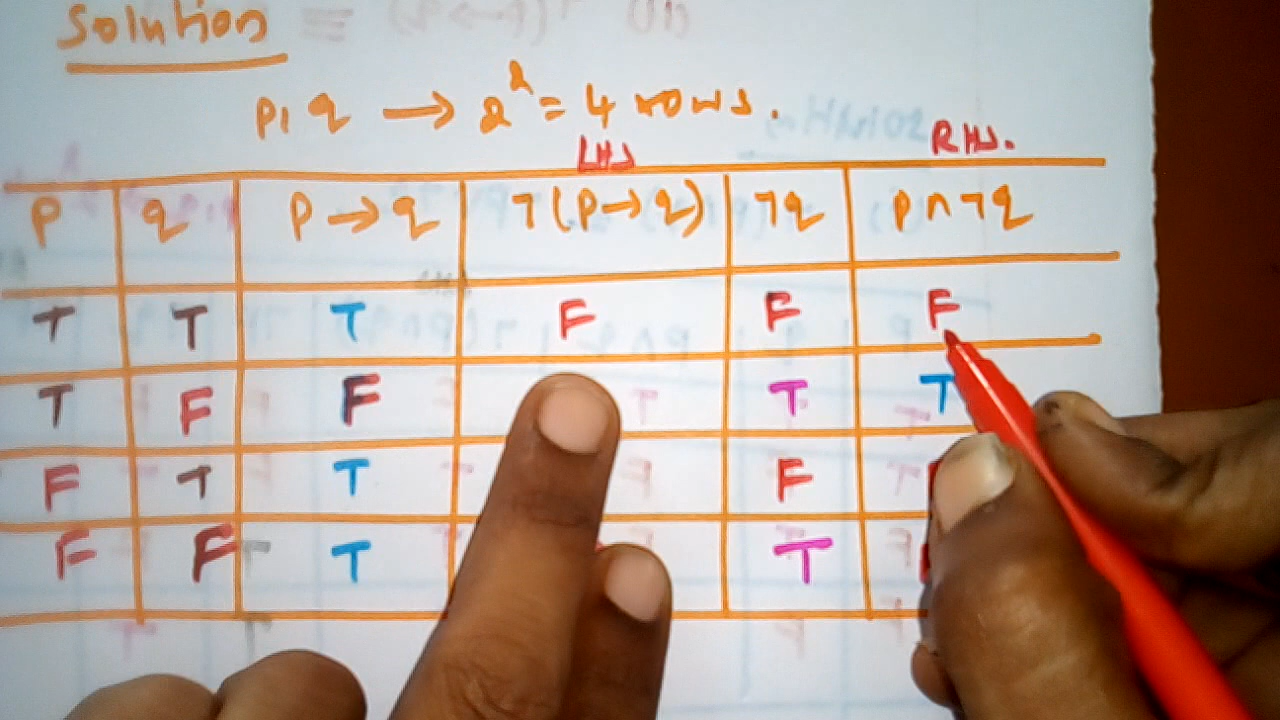 Solution
p, q → 2² = 4 rows.
LHS RHS.
p q p → q ¬(p→q) ¬q p∧¬q
T T T F F F
T F F T T
F T T F
F F T T